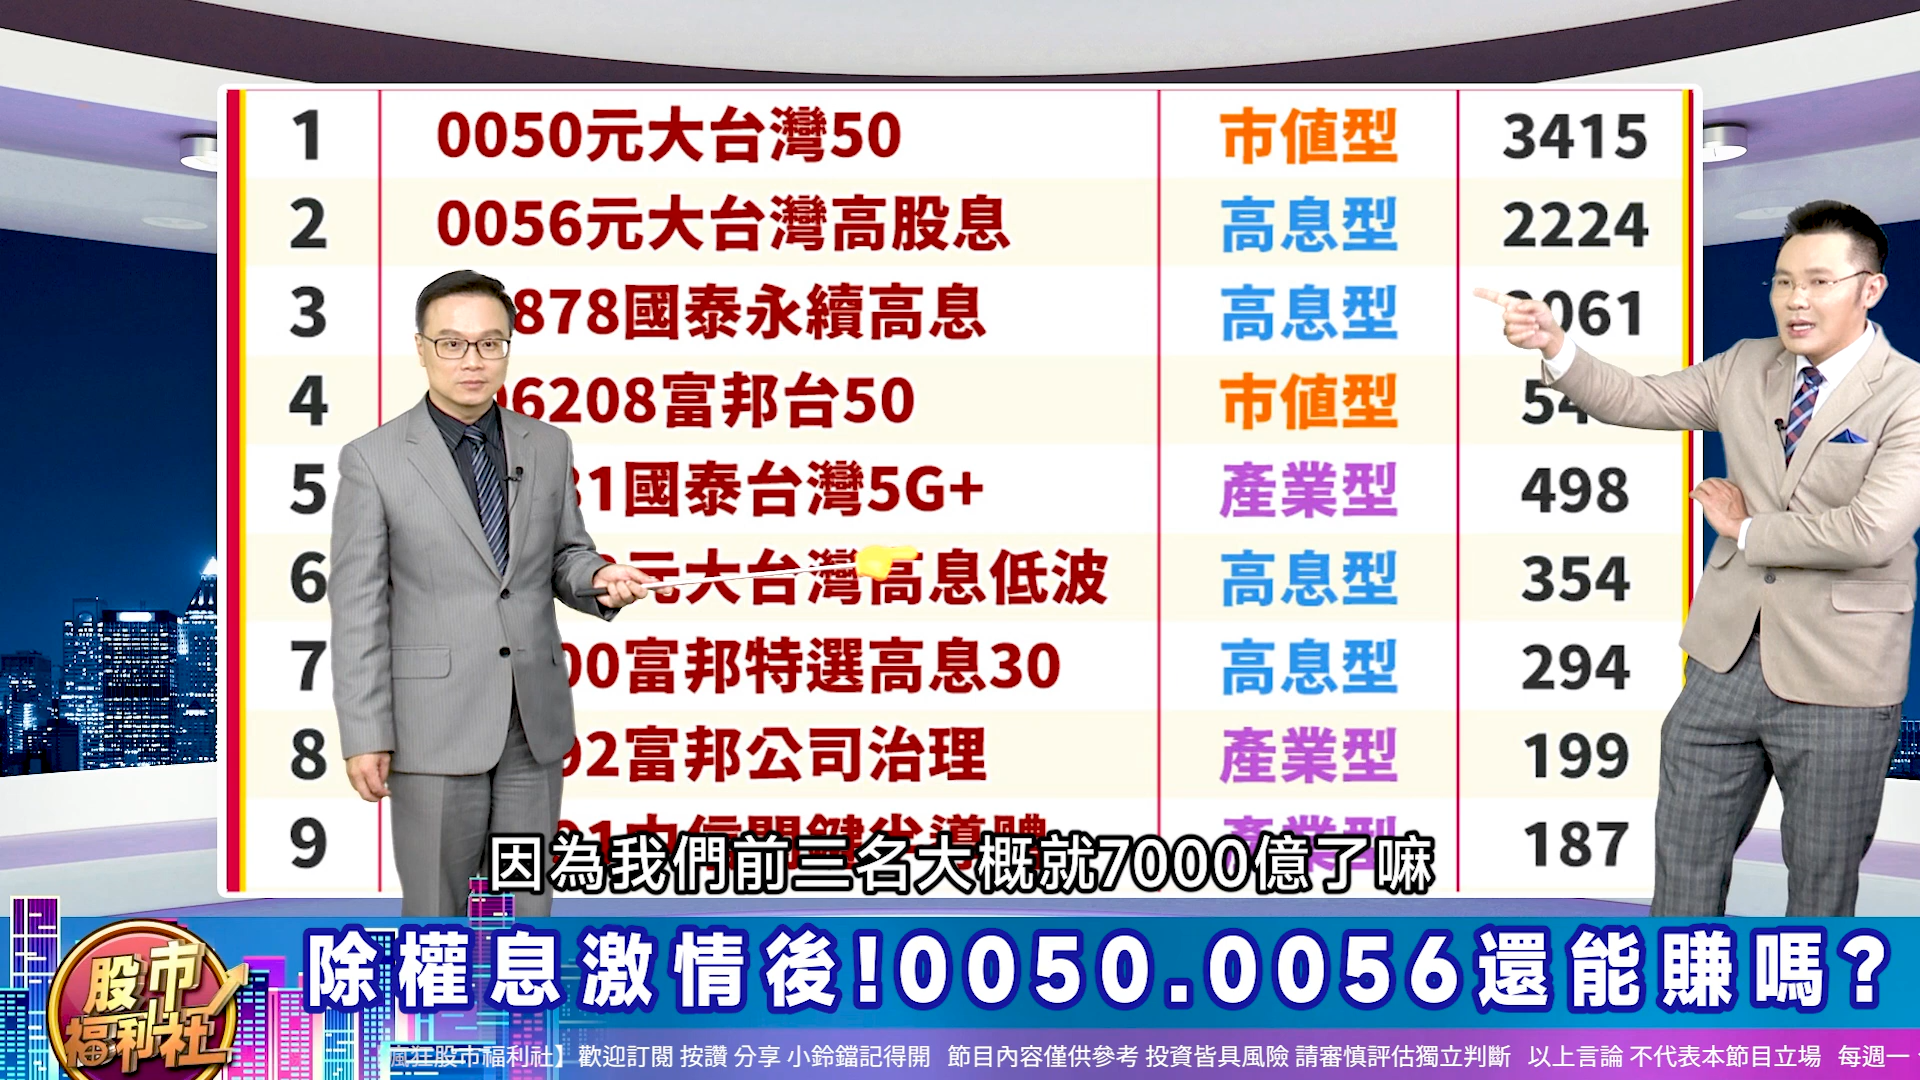 1 0050元大台灣50 市值型 3415
2 0056元大台灣高股息 高息型 2224
3 878國泰永續高息 高息型 061
4 6208富邦台50 市值型 54
5 1國泰台灣5G+ 產業型 498
6 元大台灣高息低波 高息型 354
7 00富邦特選高息30 高息型 294
8 92富邦公司治理 產業型 199
9 187
因為我們前三名大概就7000億了嘛
股市福利社
除權息激情後!0050.0056還能賺嗎?
瘋狂股市福利社】歡迎訂閱 按讚 分享 小鈴鐺記得開 節目內容僅供參考 投資皆具風險 請審慎評估獨立判斷 以上言論 不代表本節目立場 每週一